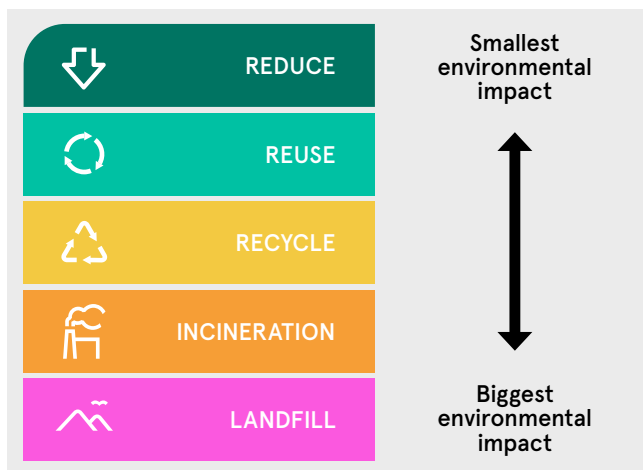 REDUCE
Smallest
environmental
impact
REUSE
RECYCLE
INCINERATION
LANDFILL
Biggest
environmental
impact